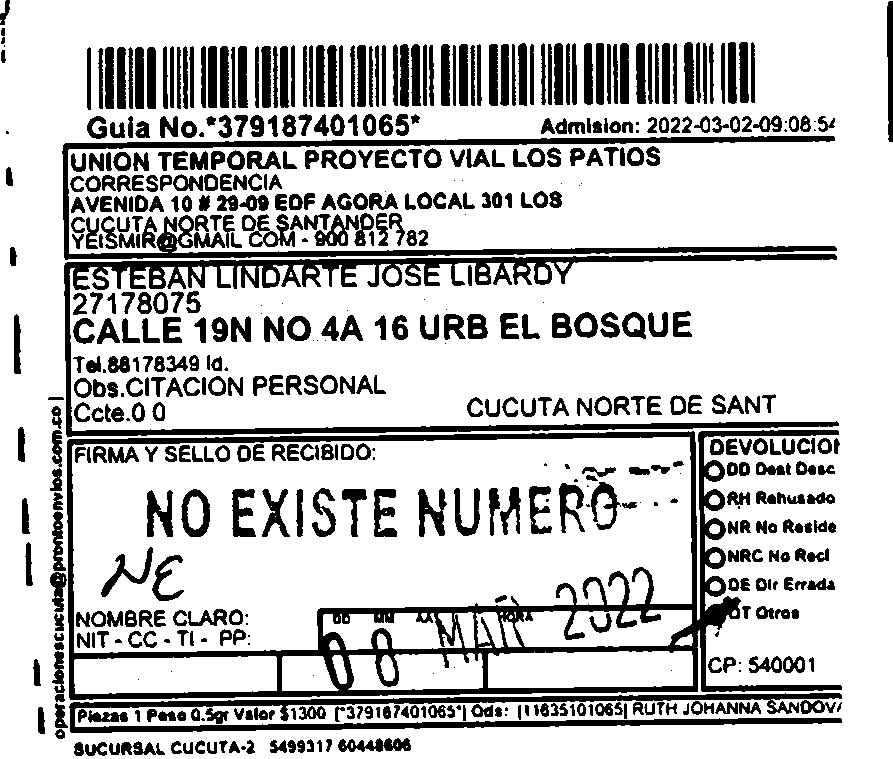 Guia No.*379187401065*
Admision: 2022-03-02-09:08:54
UNION TEMPORAL PROYECTO VIAL LOS PATIOS
CORRESPONDENCIA
AVENIDA 10 # 29-09 EDF AGORA LOCAL 301 LOS
CUCUTA NORTE DE SANTANDER
YEISMIR@GMAIL COM - 900 812 782
ESTEBAN LINDARTE JOSE LIBARDY
27178075
CALLE 19N NO 4A 16 URB EL BOSQUE
Tel.88178349 Id.
Obs.CITACION PERSONAL
Ccte.0 0
CUCUTA NORTE DE SANT
operacionescucuta@prontoenvios.com.co |
FIRMA Y SELLO DE RECIBIDO:
NO EXISTE NUMERO
NE
NOMBRE CLARO:
NIT - CC - TI - PP:
DD MM AA HORA
08 MAR 2022
DEVOLUCION
DD Dest Desc
RH Rehusado
NR No Reside
NRC No Recl
DE Dir Errada
OT Otros
CP: 540001
Piezas 1 Peso 0.5gr Valor $1300 [*379187401065*] Ods: |11635101065| RUTH JOHANNA SANDOVA
SUCURSAL CUCUTA-2 5499317 60448606